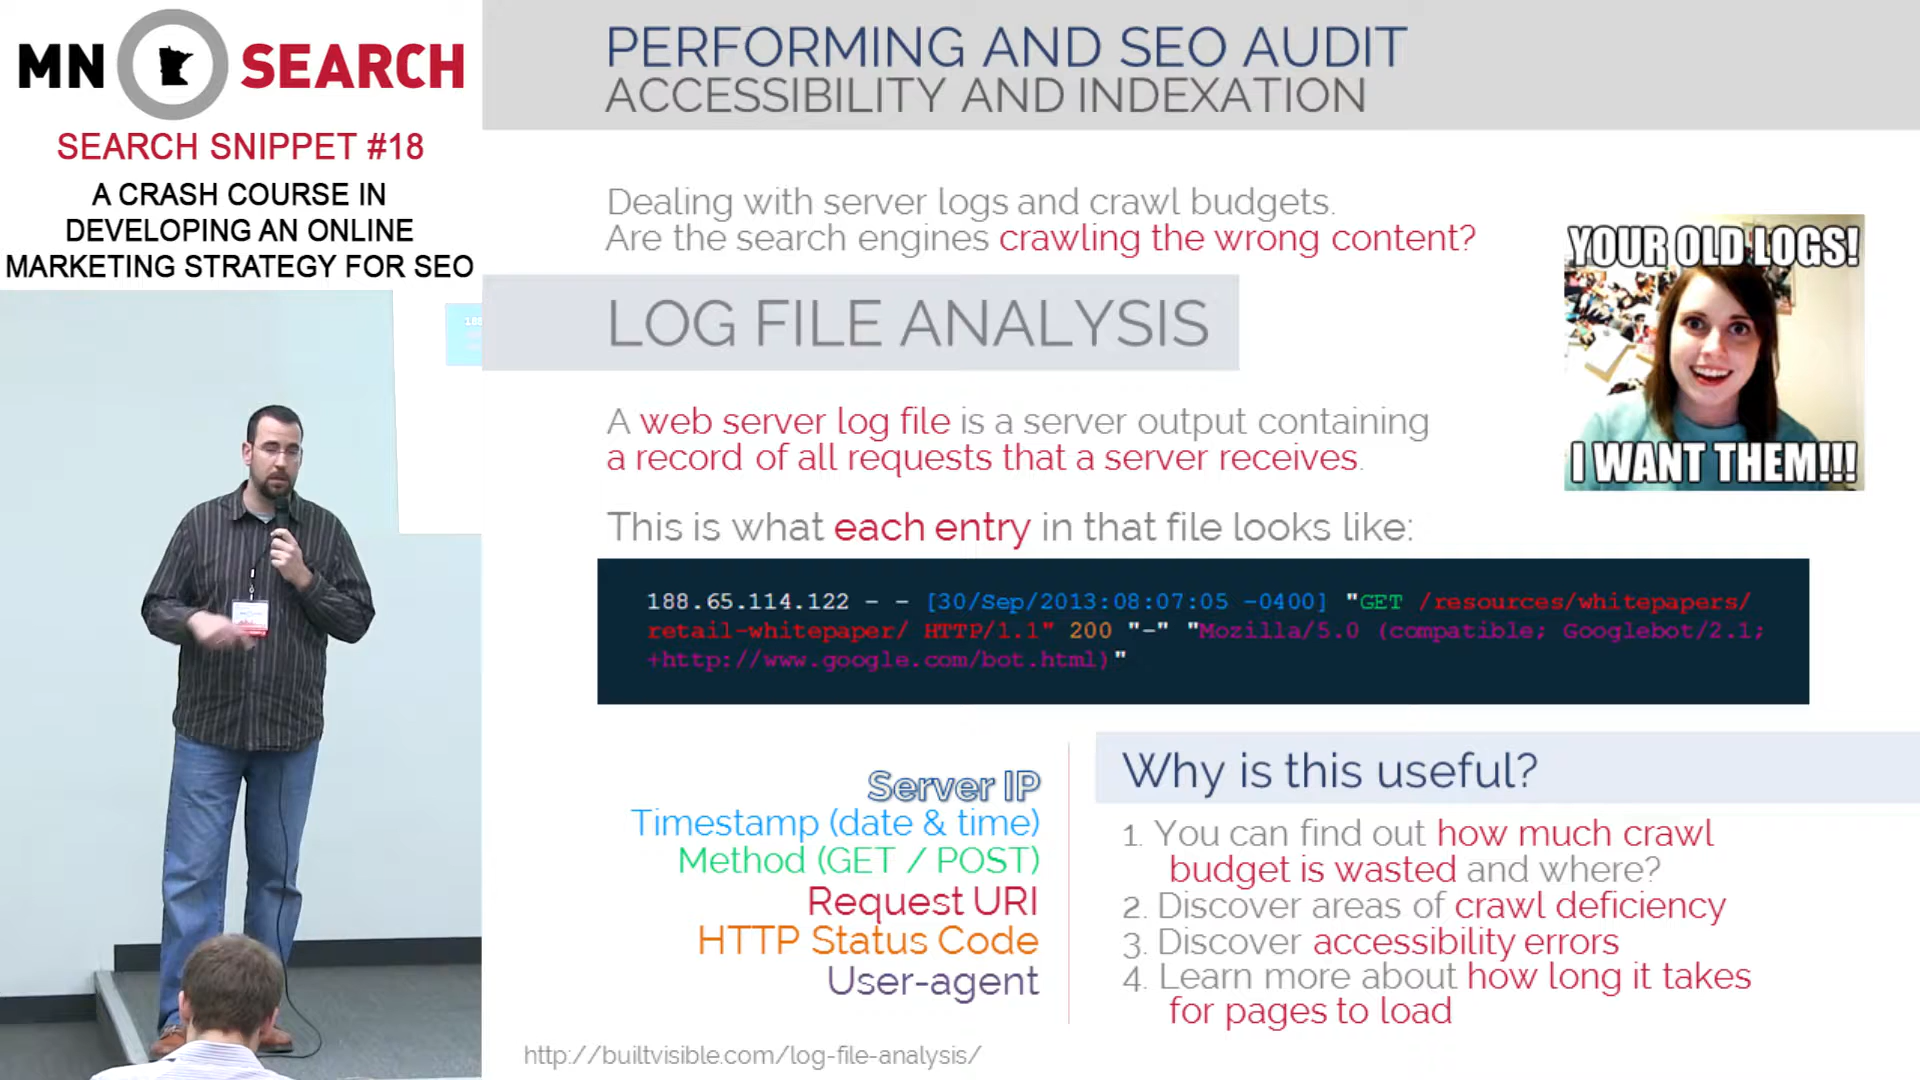 MN SEARCH
SEARCH SNIPPET #18
A CRASH COURSE IN
DEVELOPING AN ONLINE
MARKETING STRATEGY FOR SEO
PERFORMING AND SEO AUDIT
ACCESSIBILITY AND INDEXATION
Dealing with server logs and crawl budgets.
Are the search engines crawling the wrong content?
YOUR OLD LOGS!
I WANT THEM!!!
LOG FILE ANALYSIS
A web server log file is a server output containing
a record of all requests that a server receives.
This is what each entry in that file looks like:
188.65.114.122 - - [30/Sep/2013:08:07:05 -0400] "GET /resources/whitepapers/
retail-whitepaper/ HTTP/1.1" 200 "-" "Mozilla/5.0 (compatible; Googlebot/2.1;
+http://www.google.com/bot.html)"
Server IP
Timestamp (date & time)
Method (GET / POST)
Request URI
HTTP Status Code
User-agent
Why is this useful?
1. You can find out how much crawl
budget is wasted and where?
2. Discover areas of crawl deficiency
3. Discover accessibility errors
4. Learn more about how long it takes
for pages to load
http://builtvisible.com/log-file-analysis/